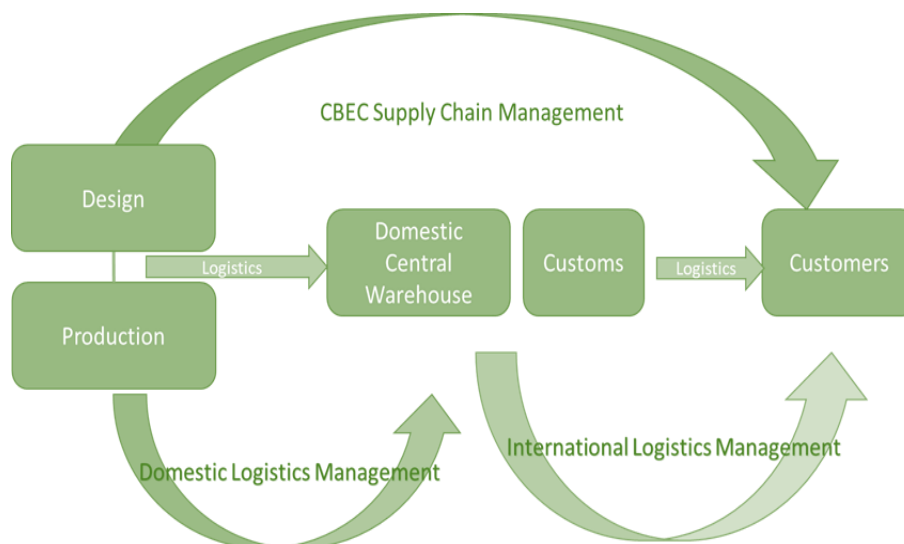 CBEC Supply Chain Management
Design
Logistics
Production
Domestic
Central
Warehouse
Customs
Logistics
Customers
Domestic Logistics Management
International Logistics Management